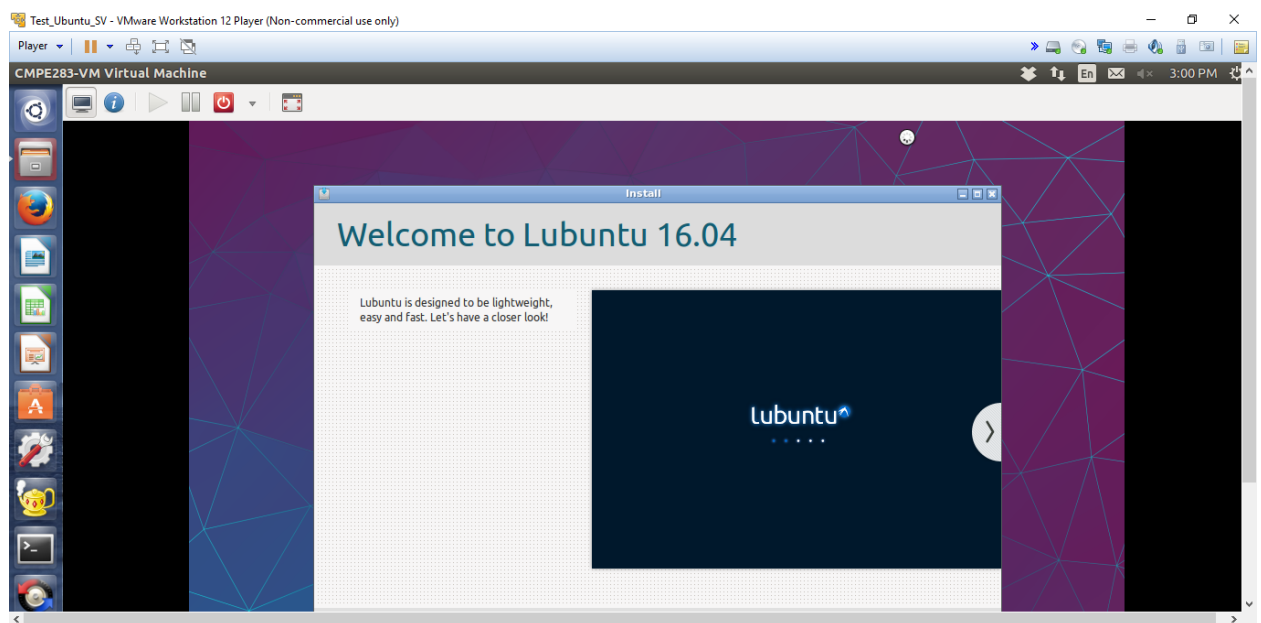 Test_Ubuntu_SV - VMware Workstation 12 Player (Non-commercial use only)
Player
CMPE283-VM Virtual Machine
En
3:00 PM
Install
Welcome to Lubuntu 16.04
Lubuntu is designed to be lightweight,
easy and fast. Let's have a closer look!
lubuntu